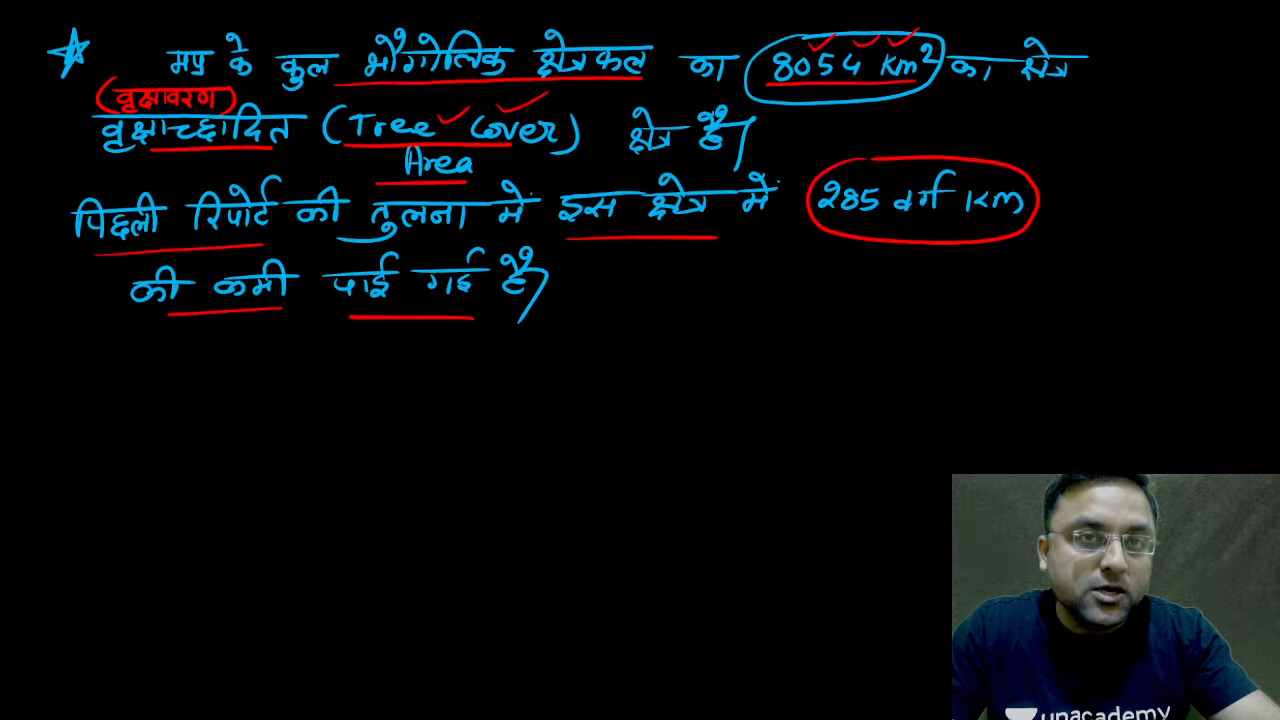 मप्र के कुल भौगोलिक क्षेत्रफल का 8054 Km² का क्षेत्र
(वृक्षावरण)
वृक्षाच्छादित (Tree Cover) क्षेत्र है।
Area
पिछली रिपोर्ट की तुलना में इस क्षेत्र में 285 वर्ग Km
की कमी पाई गई है।
unacademy